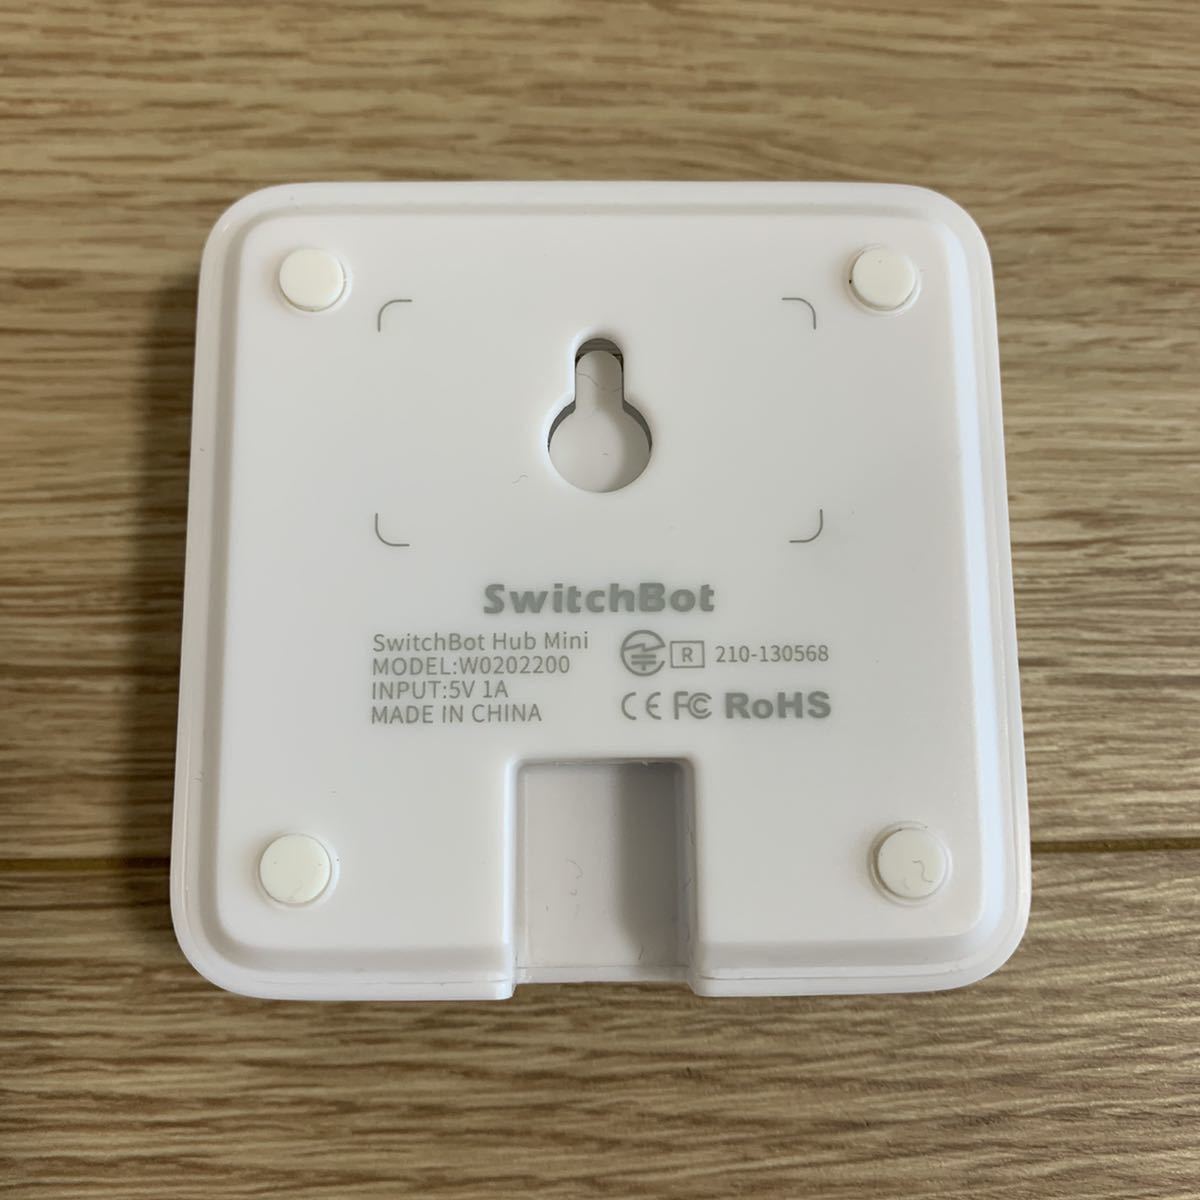 SwitchBot
SwitchBot Hub Mini
MODEL:W0202200
INPUT:5V 1A
MADE IN CHINA
R 210-130568
CE FC RoHS